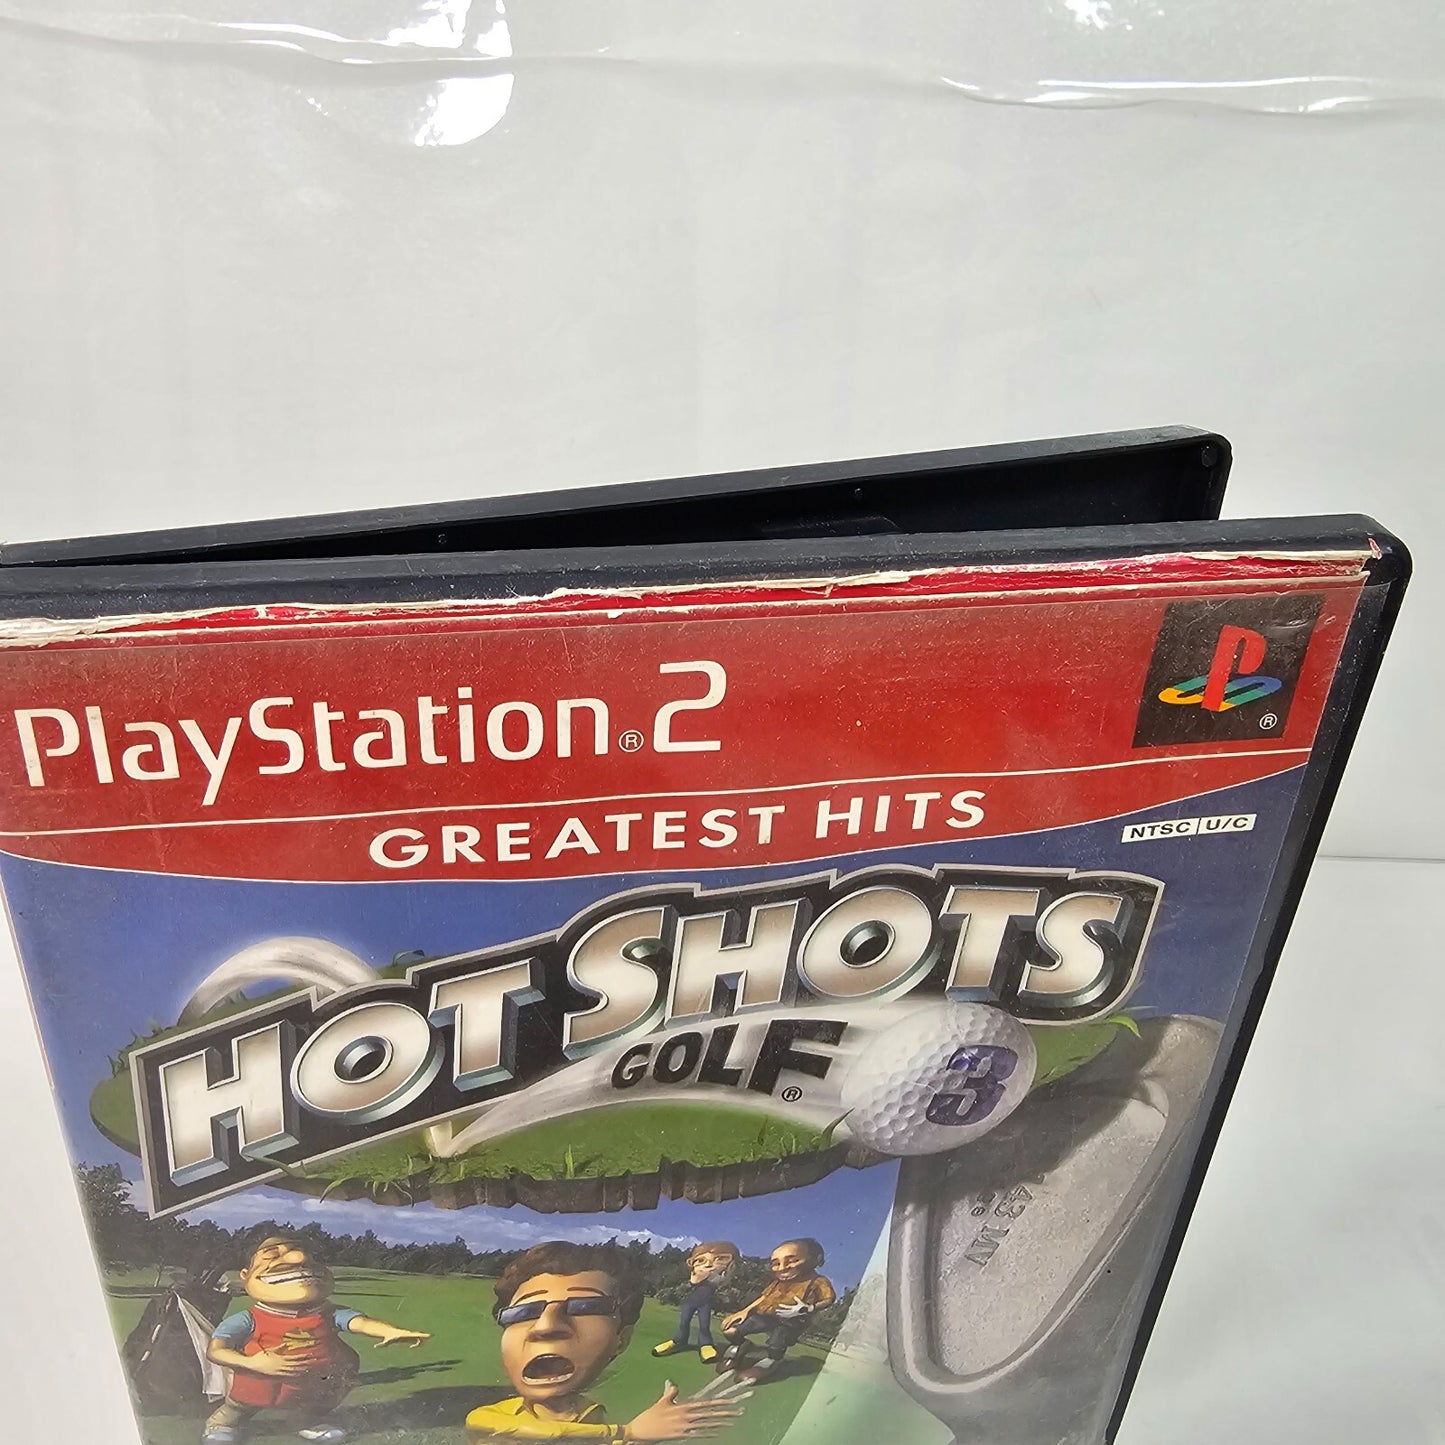 PlayStation®2
®
GREATEST HITS
NTSC U/C
HOT SHOTS
GOLF®
3